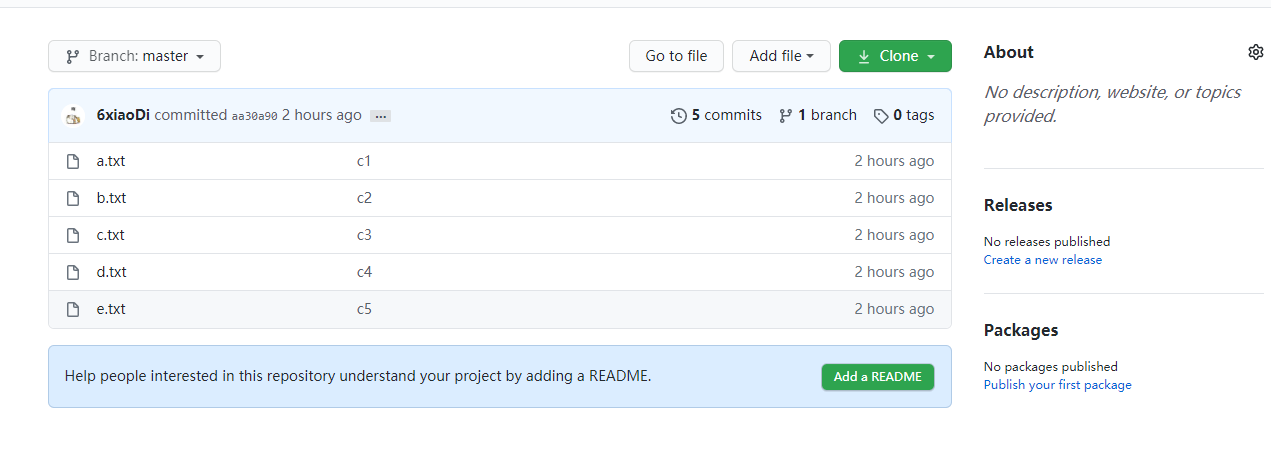 Branch: master
Go to file
Add file
Clone
About
No description, website, or topics
provided.
6xiaoDi committed aa30a90 2 hours ago ...
5 commits
1 branch
0 tags
a.txt c1 2 hours ago
b.txt c2 2 hours ago
c.txt c3 2 hours ago
d.txt c4 2 hours ago
e.txt c5 2 hours ago
Releases
No releases published
Create a new release
Packages
No packages published
Publish your first package
Help people interested in this repository understand your project by adding a README.
Add a README